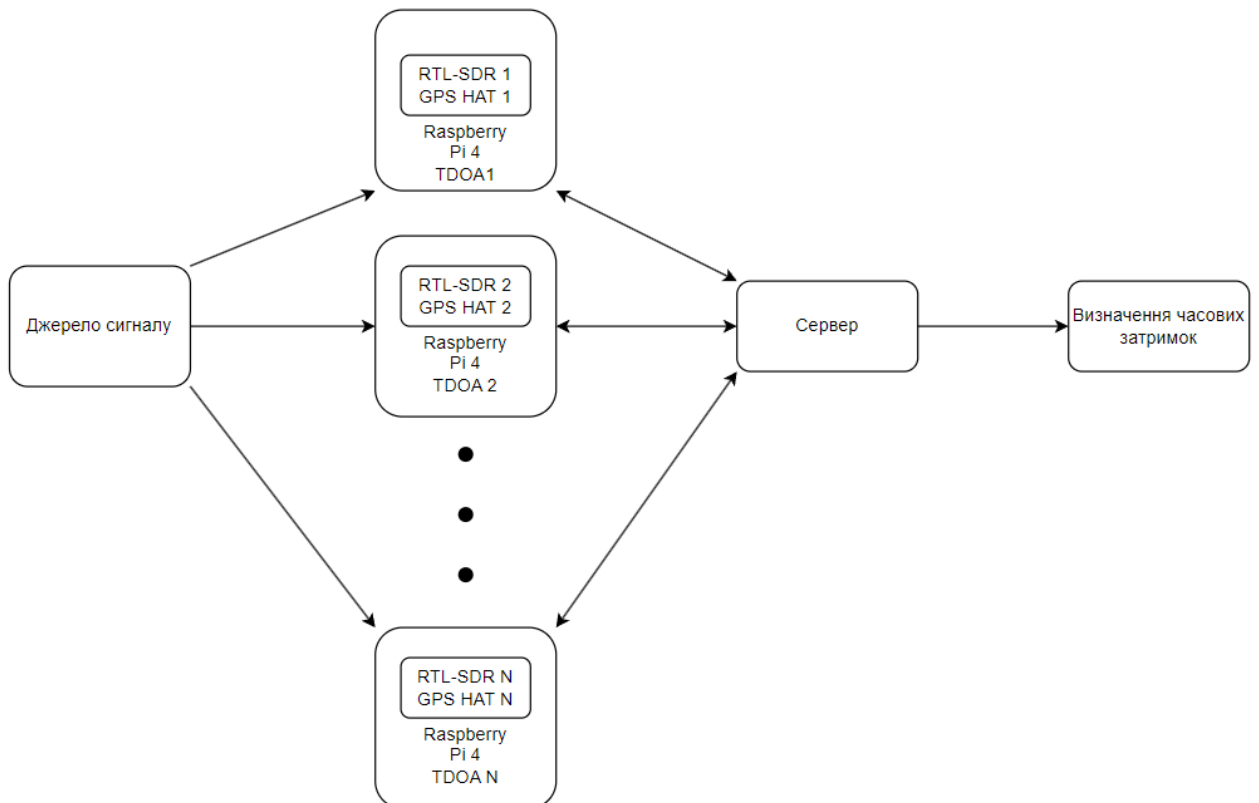 RTL-SDR 1
GPS HAT 1
Raspberry
Pi 4
TDOA1
Джерело сигналу
RTL-SDR 2
GPS HAT 2
Raspberry
Pi 4
TDOA 2
Сервер
Визначення часових
затримок
RTL-SDR N
GPS HAT N
Raspberry
Pi 4
TDOA N